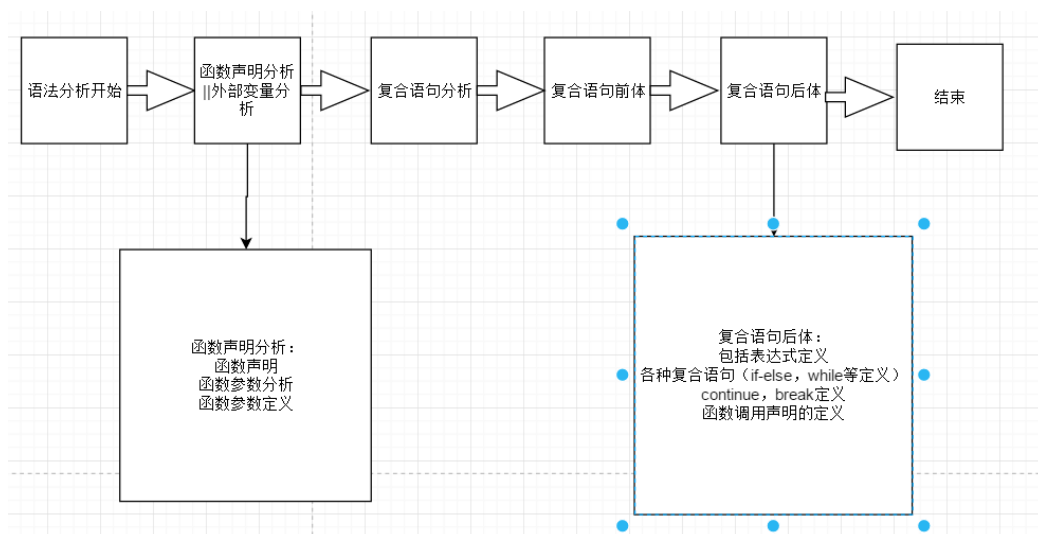 语法分析开始
函数声明分析
||外部变量分
析
复合语句分析
复合语句前体
复合语句后体
结束
函数声明分析：
函数声明
函数参数分析
函数参数定义
复合语句后体：
包括表达式定义
各种复合语句（if-else，while等定义）
continue，break定义
函数调用声明的定义